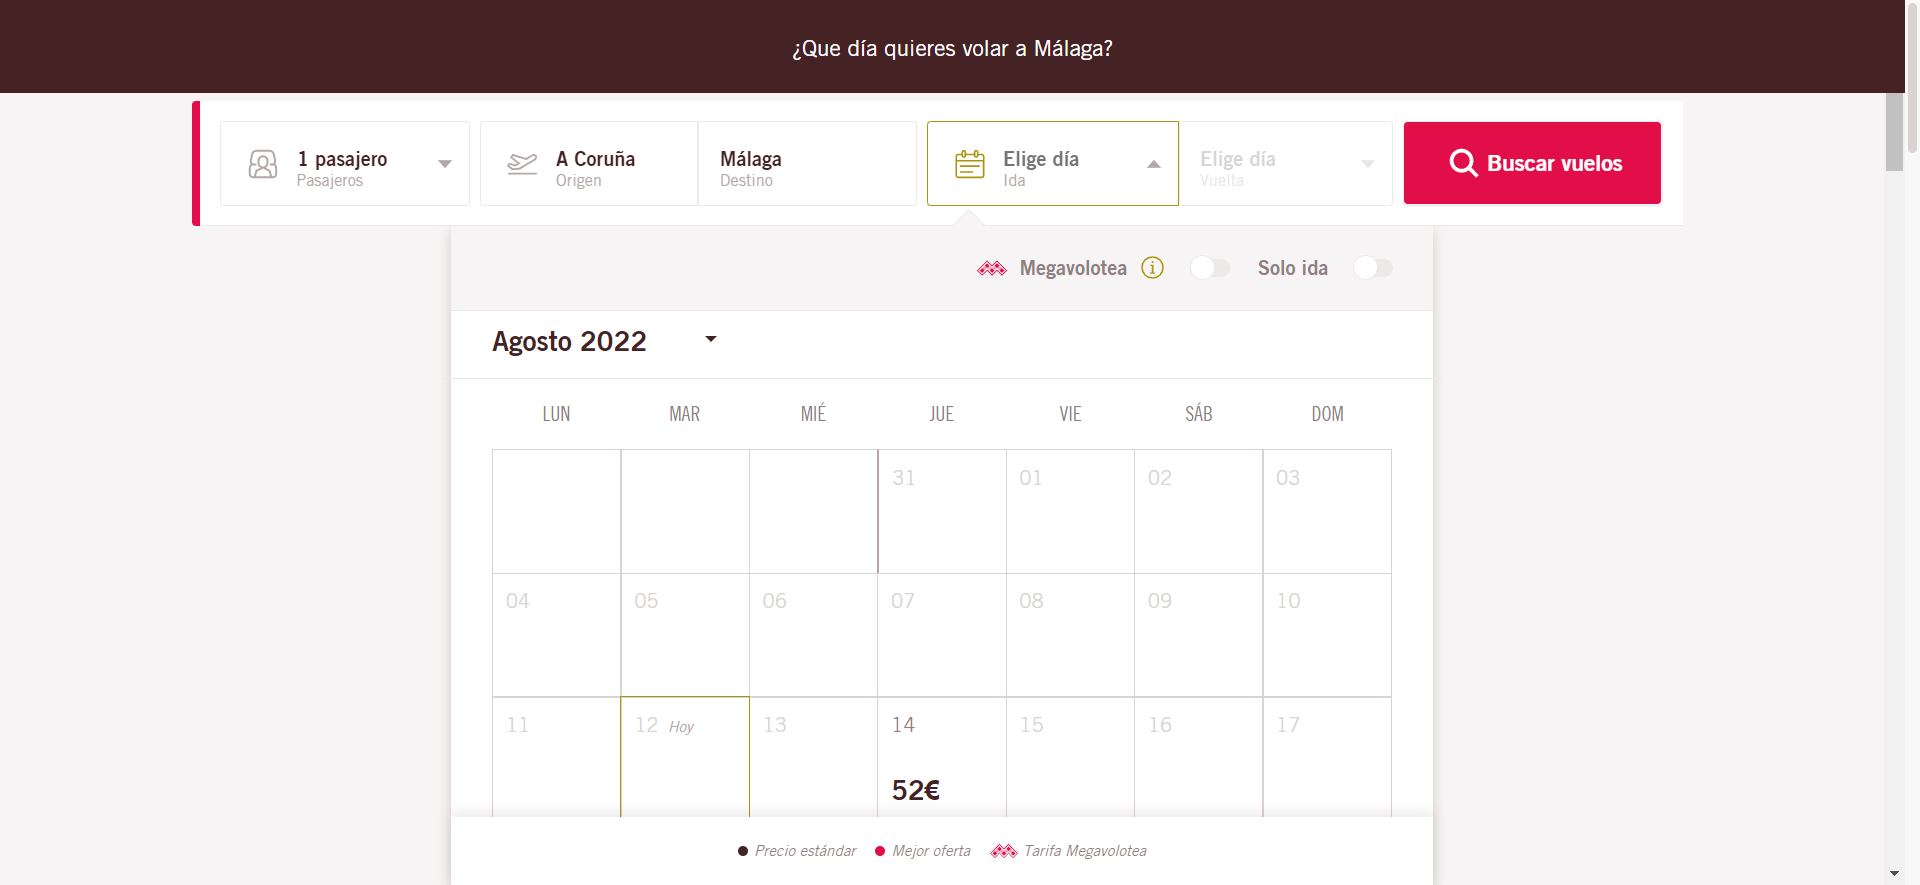 ¿Que día quieres volar a Málaga?
1 pasajero
Pasajeros
A Coruña
Origen
Málaga
Destino
Elige día
Ida
Elige día
Vuelta
Buscar vuelos
Megavolotea
Solo ida
Agosto 2022
LUN MAR MIÉ JUE VIE SÁB DOM
31 01 02 03
04 05 06 07 08 09 10
11 12 Hoy 13 14 15 16 17
52€
Precio estándar Mejor oferta Tarifa Megavolotea